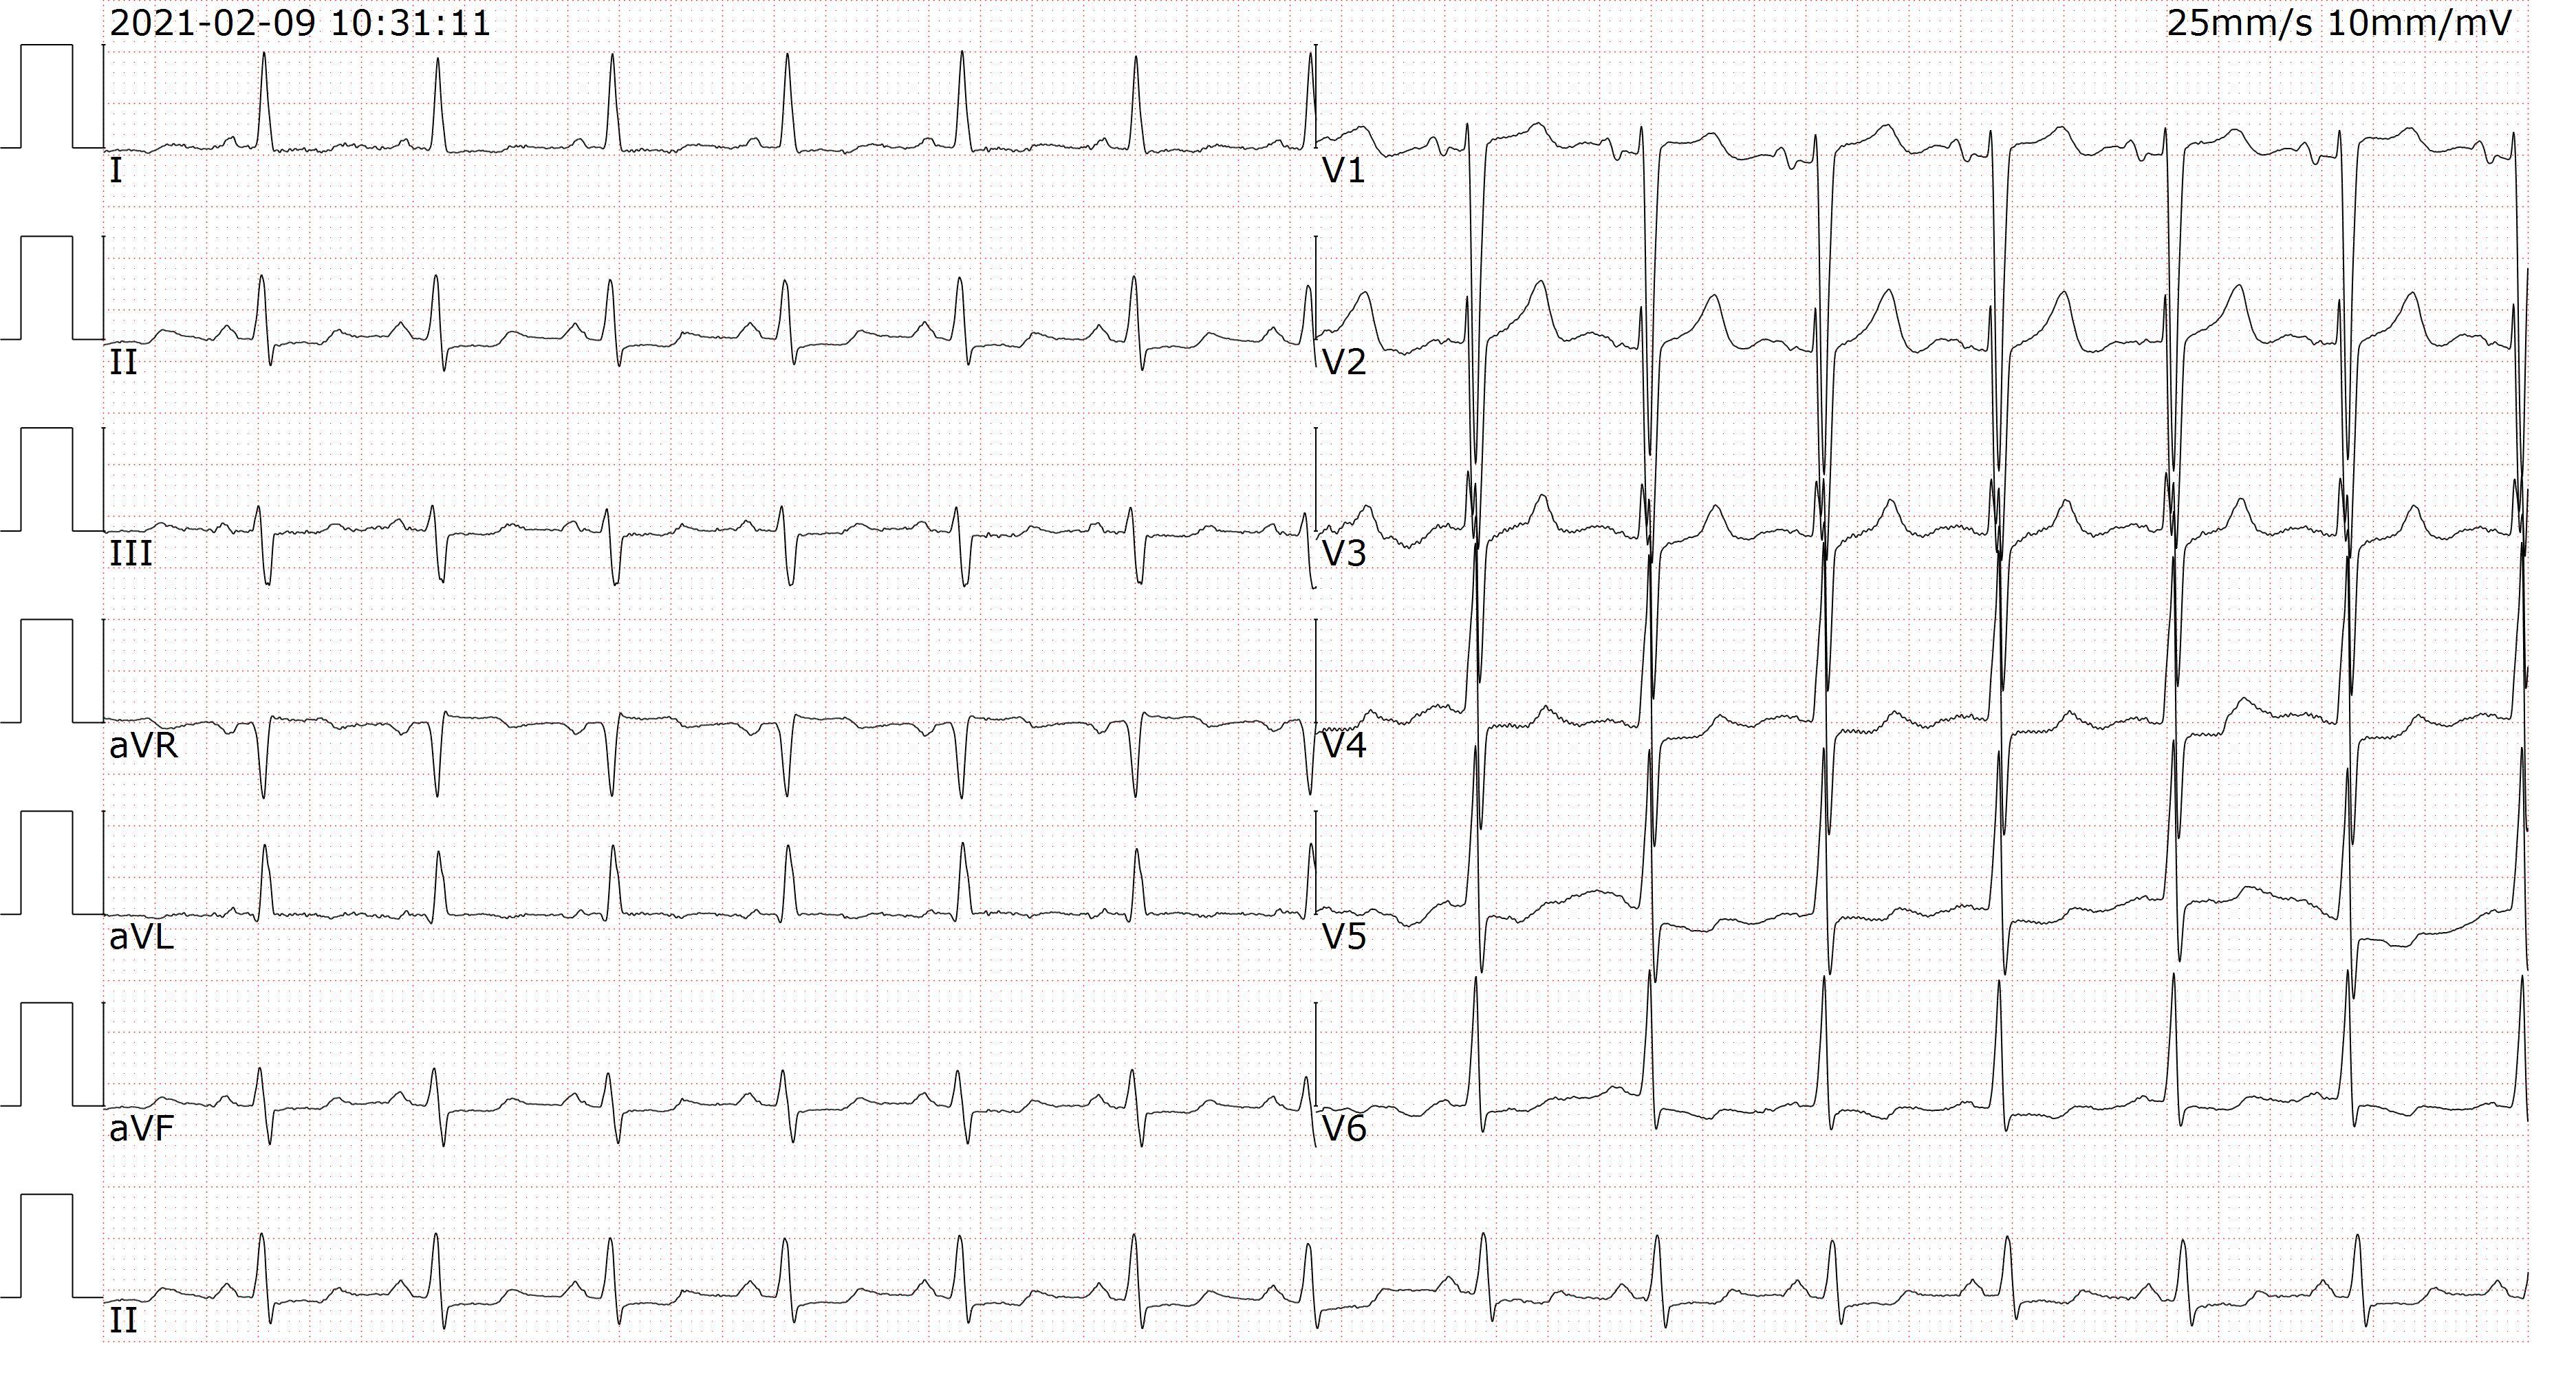 2021-02-09 10:31:11 25mm/s 10mm/mV
I V1
II V2
III V3
aVR V4
aVL V5
aVF V6
II